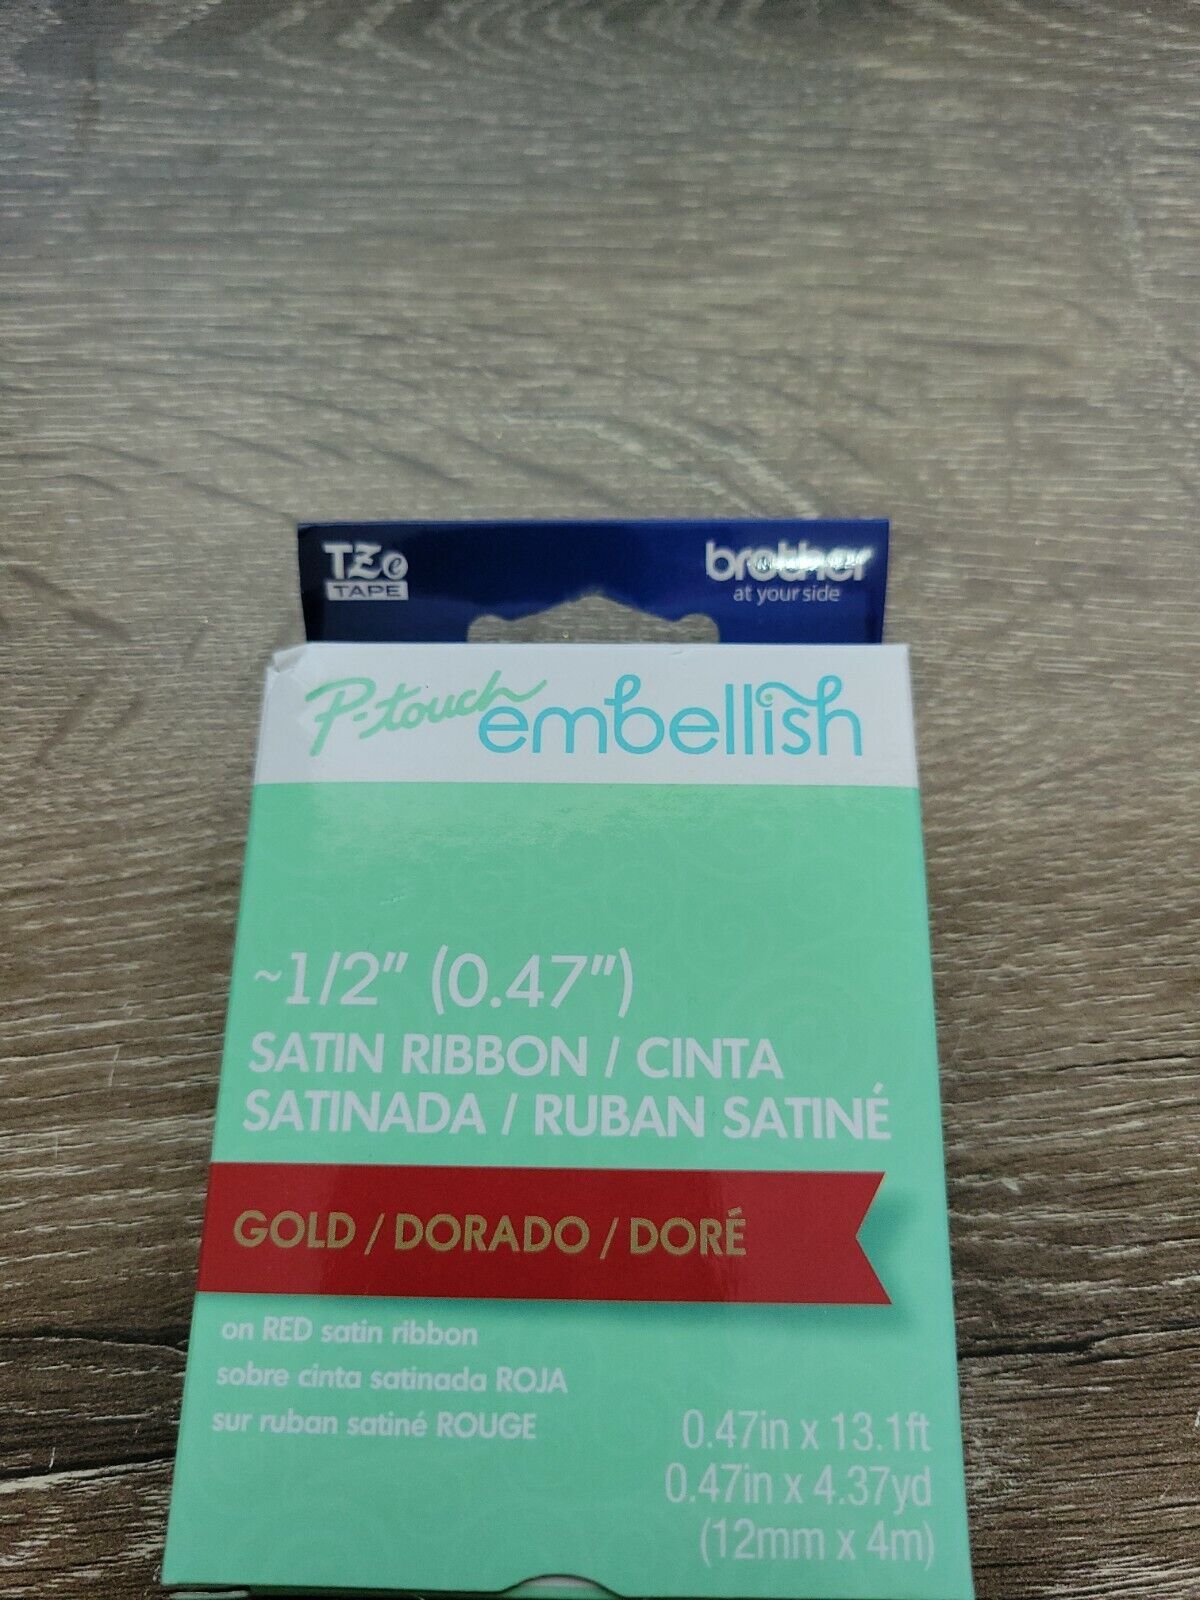 TZe
TAPE
brother
at your side
P-touch embellish
~1/2" (0.47")
SATIN RIBBON / CINTA
SATINADA / RUBAN SATINÉ
GOLD / DORADO / DORÉ
on RED satin ribbon
sobre cinta satinada ROJA
sur ruban satiné ROUGE
0.47in x 13.1ft
0.47in x 4.37yd
(12mm x 4m)